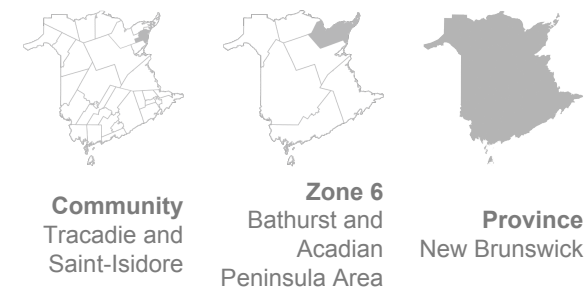 Community
Tracadie and
Saint-Isidore
Zone 6
Bathurst and
Acadian
Peninsula Area
Province
New Brunswick